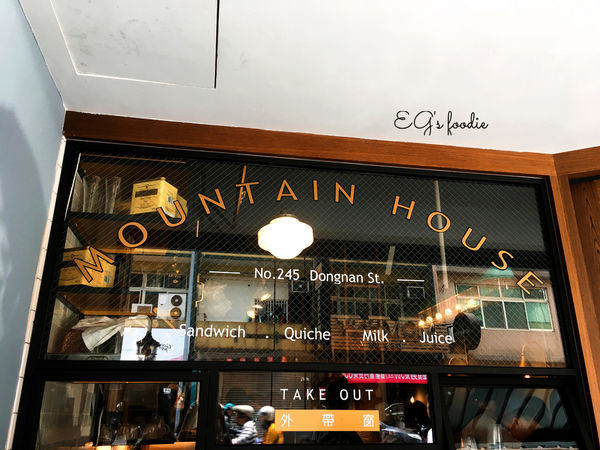 EG's foodie
MOUNTAIN HOUSE
No.245 Dongnan St.
Sandwich . Quiche Milk . Juice
TAKE OUT
外帶窗